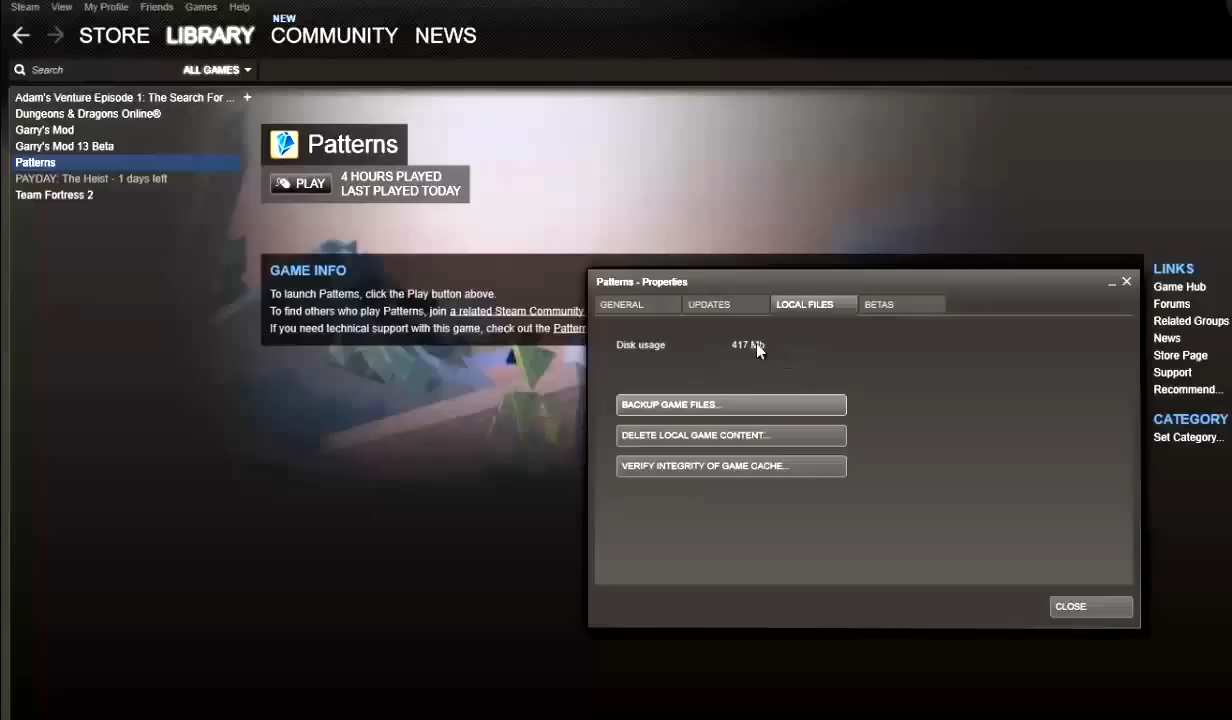 Steam View My Profile Friends Games Help
NEW
STORE LIBRARY COMMUNITY NEWS
Search ALL GAMES
Adam's Venture Episode 1: The Search For ... +
Dungeons & Dragons Online®
Garry's Mod
Garry's Mod 13 Beta
Patterns
PAYDAY: The Heist - 1 days left
Team Fortress 2
Patterns
PLAY
4 HOURS PLAYED
LAST PLAYED TODAY
GAME INFO
To launch Patterns, click the Play button above.
To find others who play Patterns, join a related Steam Community
If you need technical support with this game, check out the Pattern
Patterns - Properties
GENERAL UPDATES LOCAL FILES BETAS
Disk usage 417 Mb
BACKUP GAME FILES...
DELETE LOCAL GAME CONTENT...
VERIFY INTEGRITY OF GAME CACHE...
CLOSE
LINKS
Game Hub
Forums
Related Groups
News
Store Page
Support
Recommend...
CATEGORY
Set Category...